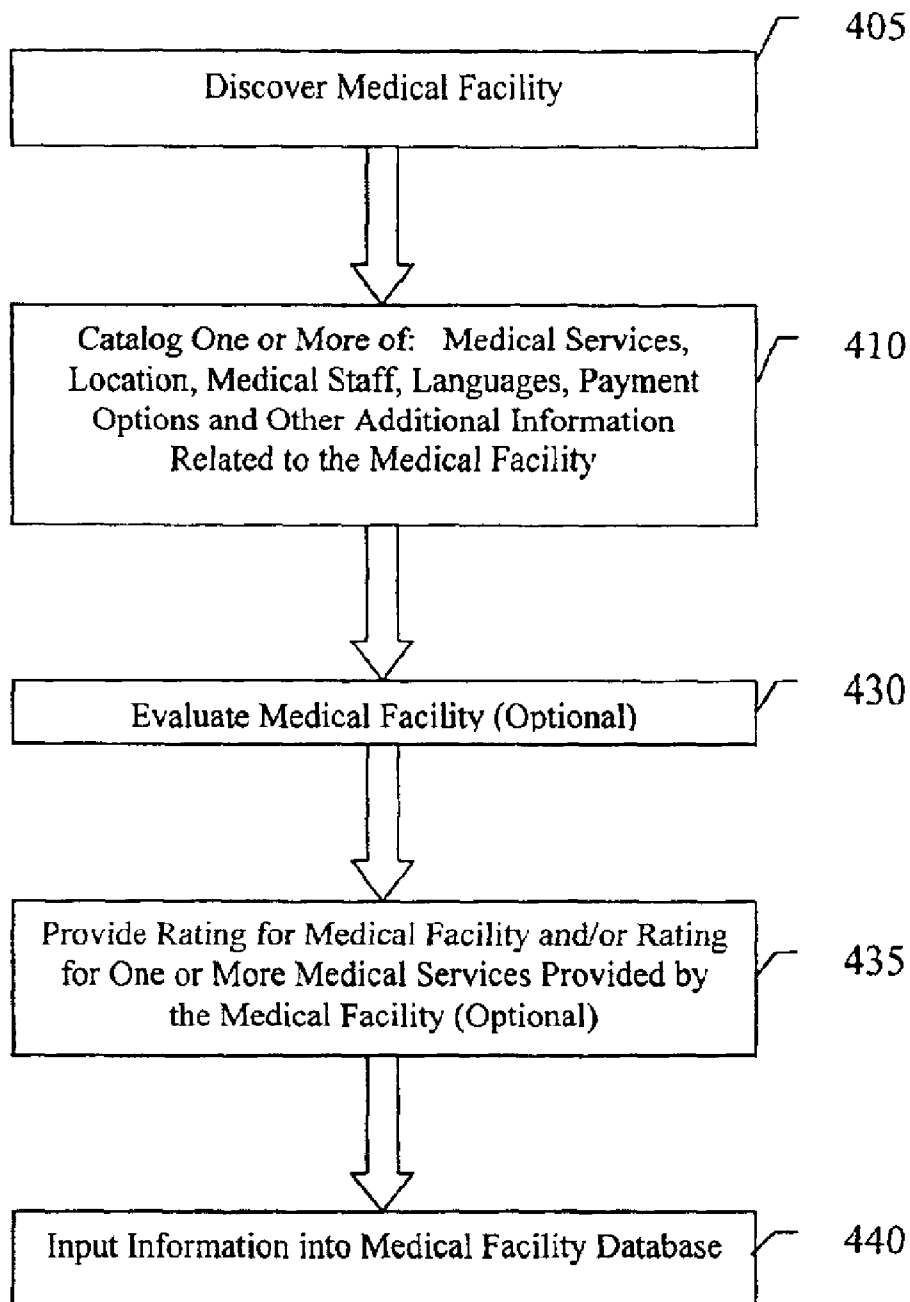 405
Discover Medical Facility
Catalog One or More of: Medical Services,
Location, Medical Staff, Languages, Payment
Options and Other Additional Information
Related to the Medical Facility
410
430
Evaluate Medical Facility (Optional)
Provide Rating for Medical Facility and/or Rating
for One or More Medical Services Provided by
the Medical Facility (Optional)
435
Input Information into Medical Facility Database
440